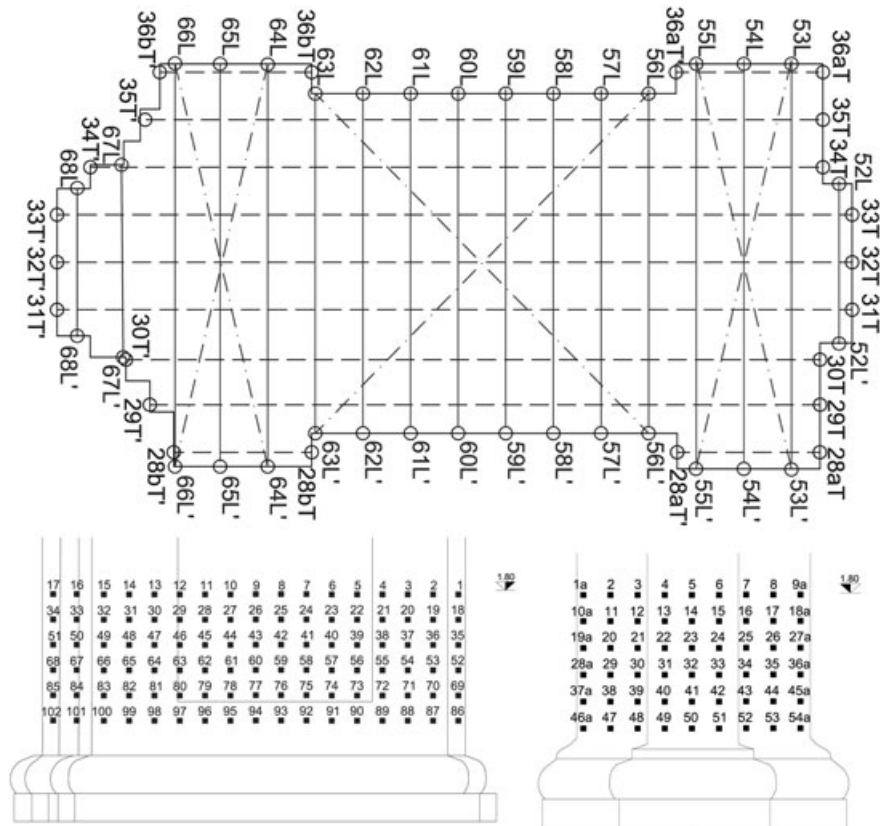 36bT' 66L 65L 64L 36bT 63L 62L 61L 60L 59L 58L 57L 56L 36aT' 55L 54L 53L 36aT
35T' 35T
34T' 67L 34T
68L 52L
33T' 33T
32T' 32T
31T' 31T
68L' 67L' 30T' 52L' 30T
29T' 29T
28bT' 66L' 65L' 64L' 28bT 63L' 62L' 61L' 60L' 59L' 58L' 57L' 56L' 28aT' 55L' 54L' 53L' 28aT
17 16 15 14 13 12 11 10 9 8 7 6 5 4 3 2 1 1.80
34 33 32 31 30 29 28 27 26 25 24 23 22 21 20 19 18
51 50 49 48 47 46 45 44 43 42 41 40 39 38 37 36 35
68 67 66 65 64 63 62 61 60 59 58 57 56 55 54 53 52
85 84 83 82 81 80 79 78 77 76 75 74 73 72 71 70 69
102 101 100 99 98 97 96 95 94 93 92 91 90 89 88 87 86
1a 2 3 4 5 6 7 8 9a 1.80
10a 11 12 13 14 15 16 17 18a
19a 20 21 22 23 24 25 26 27a
28a 29 30 31 32 33 34 35 36a
37a 38 39 40 41 42 43 44 45a
46a 47 48 49 50 51 52 53 54a